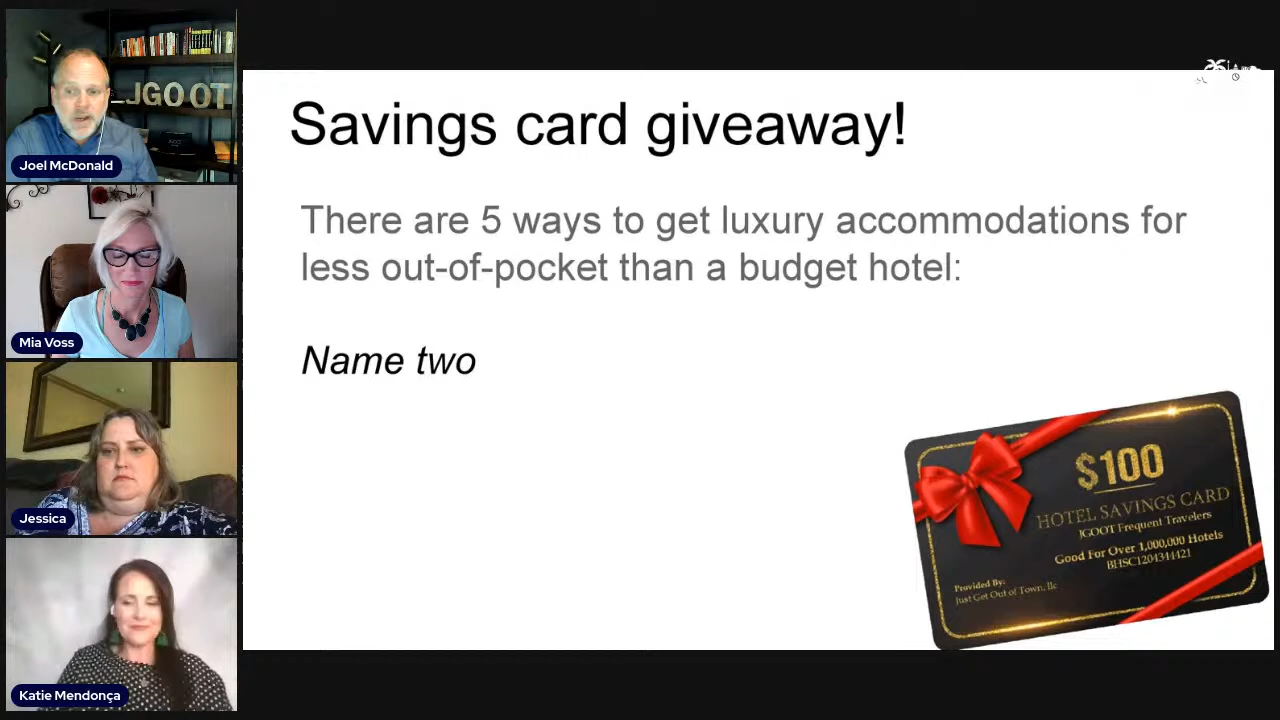 JGOOT
Joel McDonald
Mia Voss
Jessica
Katie Mendonça
Savings card giveaway!
There are 5 ways to get luxury accommodations for
less out-of-pocket than a budget hotel:
Name two
$100
HOTEL SAVINGS CARD
JGOOT Frequent Travelers
Good For Over 1,000,000 Hotels
BHSC1204344421
Provided By:
Just Get Out of Town, llc